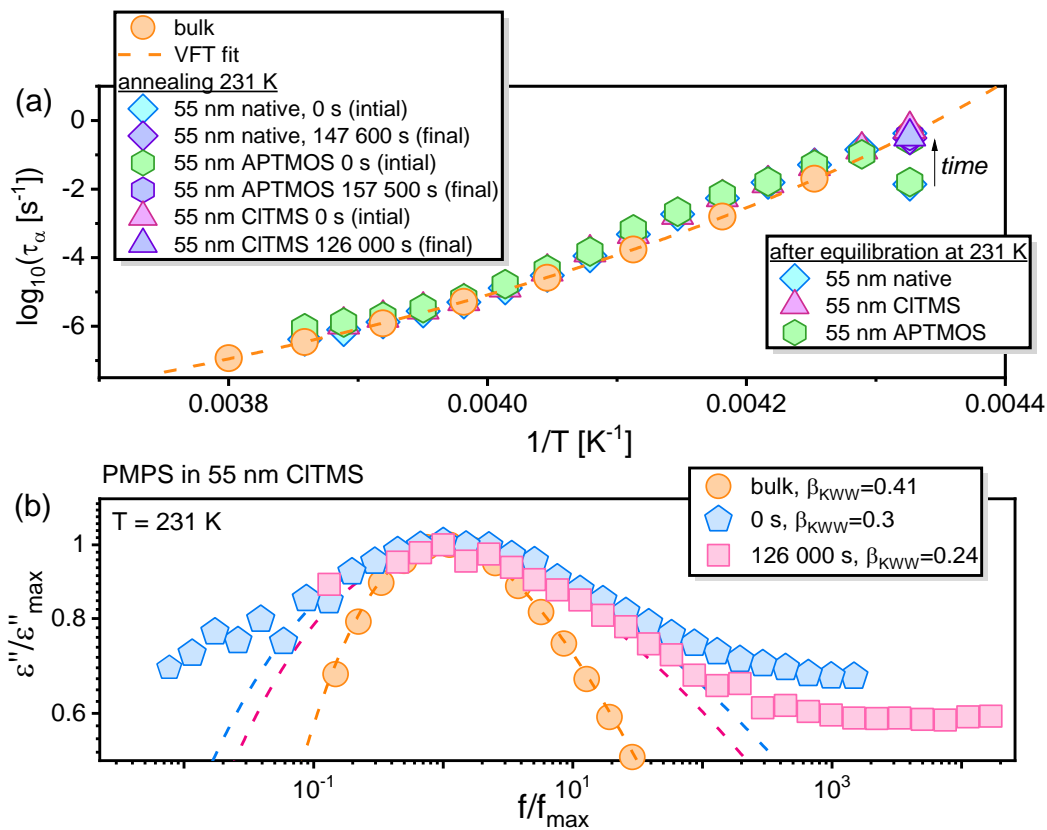 bulk
VFT fit
annealing 231 K
55 nm native, 0 s (intial)
55 nm native, 147 600 s (final)
55 nm APTMOS 0 s (intial)
55 nm APTMOS 157 500 s (final)
55 nm ClTMS 0 s (intial)
55 nm ClTMS 126 000 s (final)
(a)
0
-2
-4
-6
log₁₀(τα [s⁻¹])
time
after equilibration at 231 K
55 nm native
55 nm ClTMS
55 nm APTMOS
0.0038
0.0040
0.0042
0.0044
1/T [K⁻¹]
PMPS in 55 nm ClTMS
(b)
T = 231 K
bulk, βKWW=0.41
0 s, βKWW=0.3
126 000 s, βKWW=0.24
1
0.8
0.6
ε''/ε''max
10⁻¹
10¹
10³
f/fmax